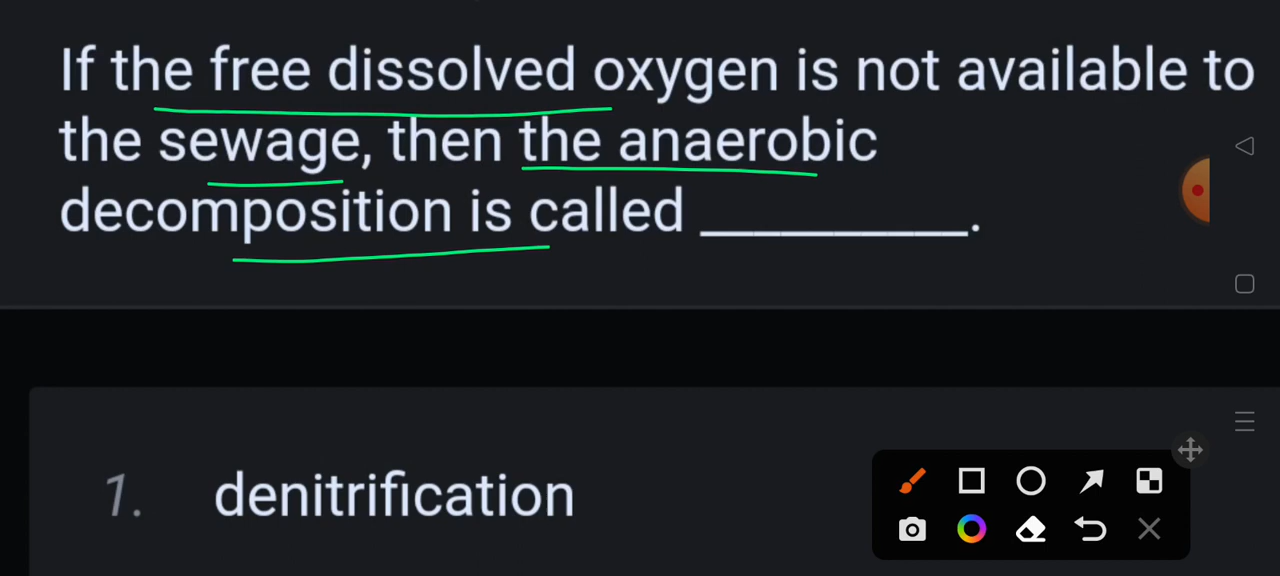 If the free dissolved oxygen is not available to
the sewage, then the anaerobic
decomposition is called __________.
1. denitrification